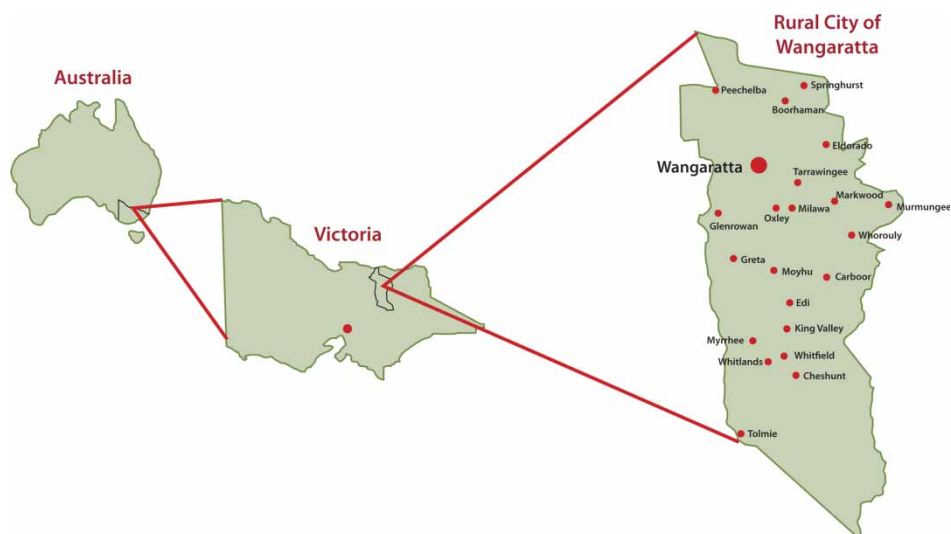 Australia
Victoria
Rural City of
Wangaratta
Peechelba
Springhurst
Boorhaman
Eldorado
Wangaratta
Tarrawingee
Markwood
Murmungee
Oxley
Milawa
Glenrowan
Whorouly
Greta
Moyhu
Carboor
Edi
King Valley
Myrrhee
Whitfield
Whitlands
Cheshunt
Tolmie